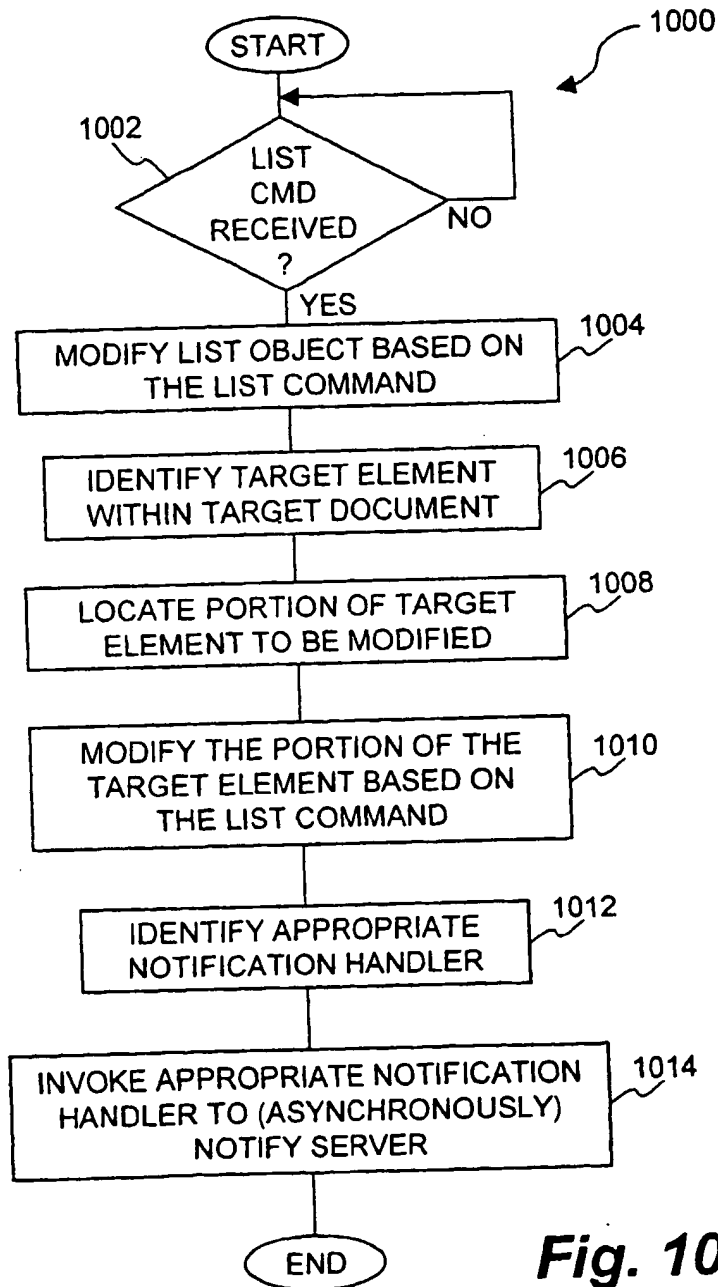 START
1000
1002
LIST
CMD
RECEIVED
?
NO
YES
MODIFY LIST OBJECT BASED ON
THE LIST COMMAND
1004
IDENTIFY TARGET ELEMENT
WITHIN TARGET DOCUMENT
1006
LOCATE PORTION OF TARGET
ELEMENT TO BE MODIFIED
1008
MODIFY THE PORTION OF THE
TARGET ELEMENT BASED ON
THE LIST COMMAND
1010
IDENTIFY APPROPRIATE
NOTIFICATION HANDLER
1012
INVOKE APPROPRIATE NOTIFICATION
HANDLER TO (ASYNCHRONOUSLY)
NOTIFY SERVER
1014
END
Fig. 10